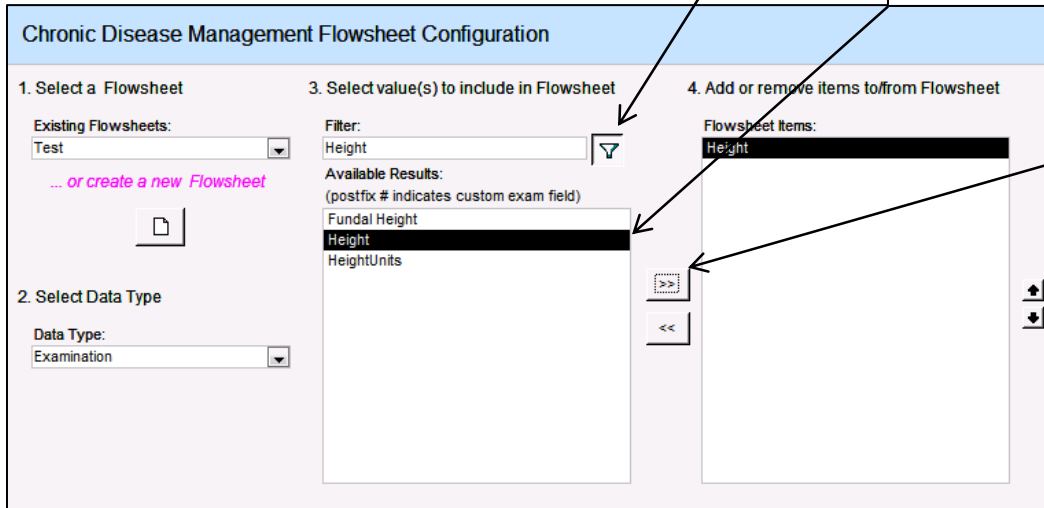 Chronic Disease Management Flowsheet Configuration
1. Select a Flowsheet
Existing Flowsheets:
Test
... or create a new Flowsheet
2. Select Data Type
Data Type:
Examination
3. Select value(s) to include in Flowsheet
Filter:
Height
Available Results:
(postfix # indicates custom exam field)
Fundal Height
Height
HeightUnits
>>
<<
4. Add or remove items to/from Flowsheet
Flowsheet Items:
Height